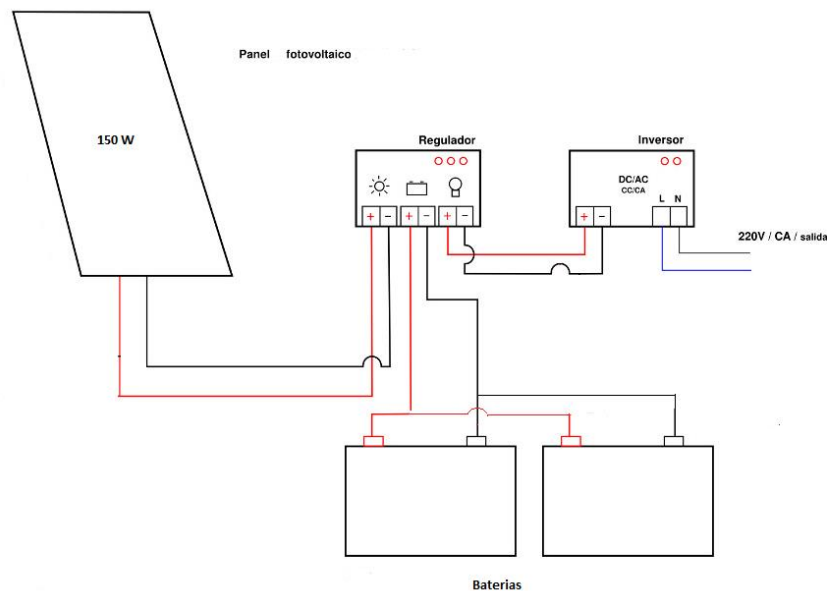 Panel fotovoltaico
150 W
Regulador
Inversor
DC/AC
CC/CA
L N
+ − + − + −
+ −
220V / CA / salida
Baterias